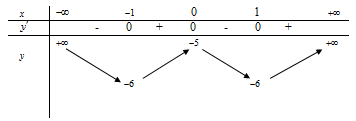 x −∞ −1 0 1 +∞
y' - 0 + 0 - 0 +
+∞ −5 +∞
y
−6 −6